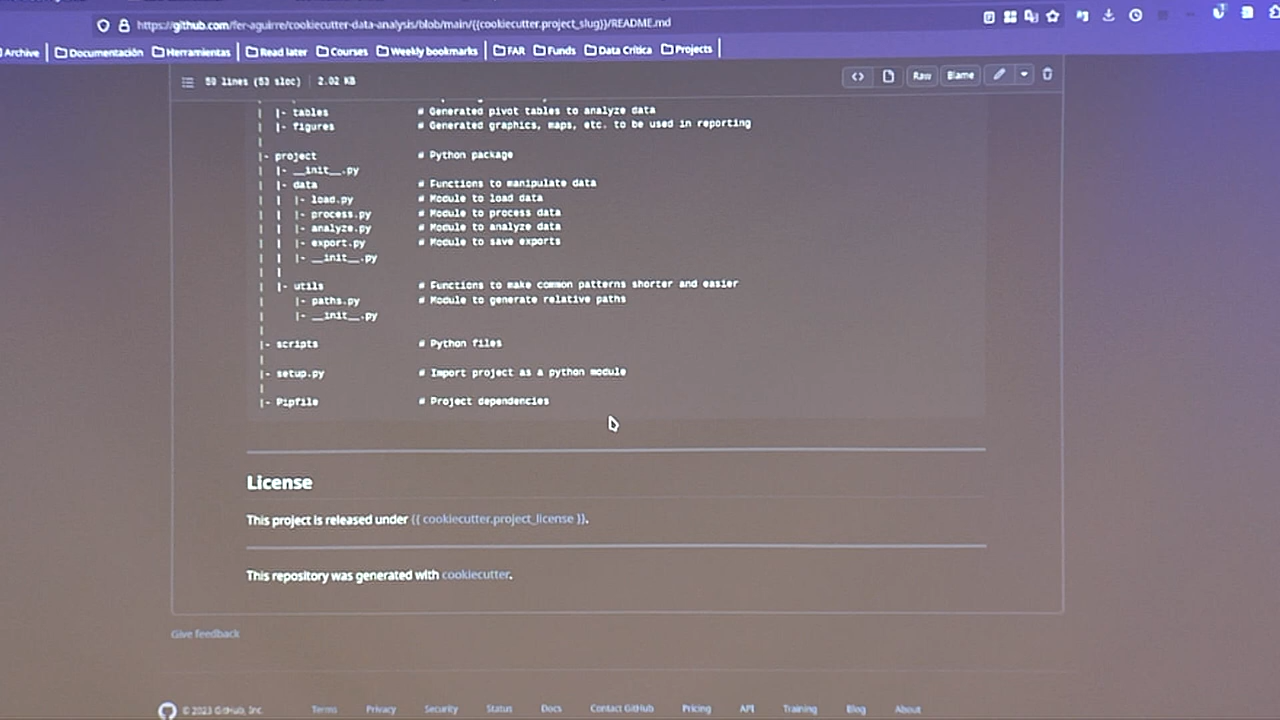 https://github.com/fer-aguirre/cookiecutter-data-analysis/blob/main/{{cookiecutter.project_slug}}/README.md
Archive Documentación Herramientas Read later Courses Weekly bookmarks FAR Funds Data Crítica Projects
59 lines (53 sloc) 2.02 KB Raw Blame
| |- tables # Generated pivot tables to analyze data
| |- figures # Generated graphics, maps, etc. to be used in reporting
|
|- project # Python package
| |- __init__.py
| |- data # Functions to manipulate data
| | |- load.py # Module to load data
| | |- process.py # Module to process data
| | |- analyze.py # Module to analyze data
| | |- export.py # Module to save exports
| | |- __init__.py
| |
| |- utils # Functions to make common patterns shorter and easier
| |- paths.py # Module to generate relative paths
| |- __init__.py
|
|- scripts # Python files
|
|- setup.py # Import project as a python module
|
|- Pipfile # Project dependencies
License
This project is released under {{ cookiecutter.project_license }}.
This repository was generated with cookiecutter.
Give feedback
© 2023 GitHub, Inc. Terms Privacy Security Status Docs Contact GitHub Pricing API Training Blog About